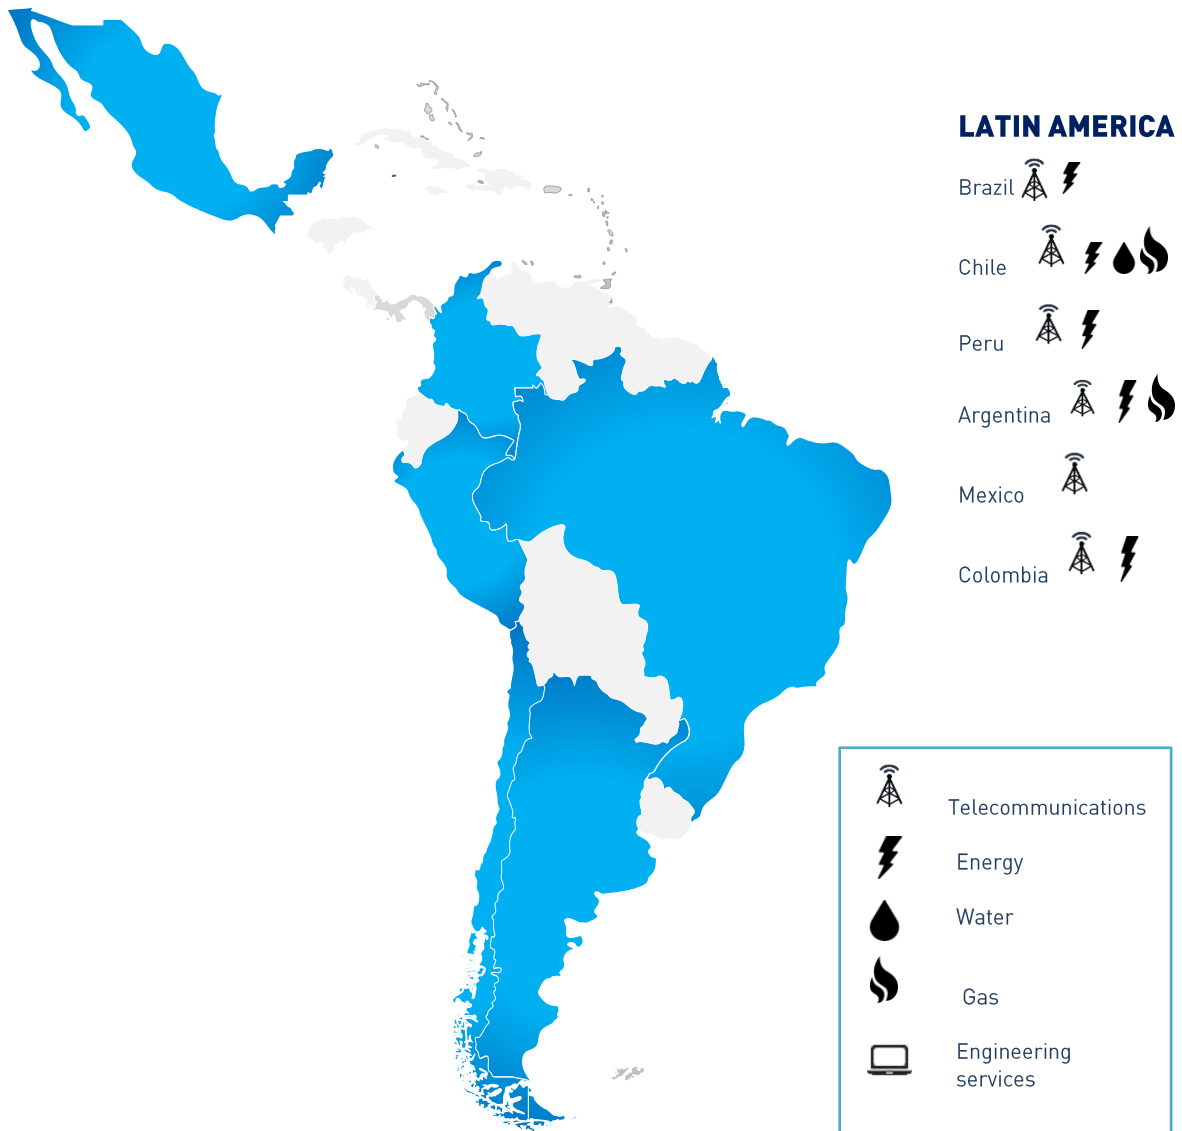 LATIN AMERICA
Brazil
Chile
Peru
Argentina
Mexico
Colombia
Telecommunications
Energy
Water
Gas
Engineering
services